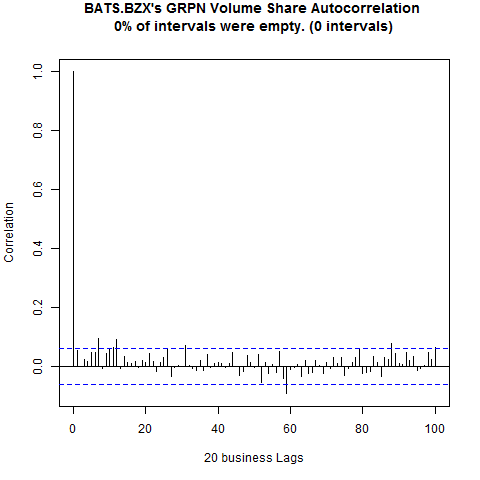 BATS.BZX's GRPN Volume Share Autocorrelation
0% of intervals were empty. (0 intervals)
1.0
0.8
0.6
0.4
0.2
0.0
Correlation
0 20 40 60 80 100
20 business Lags